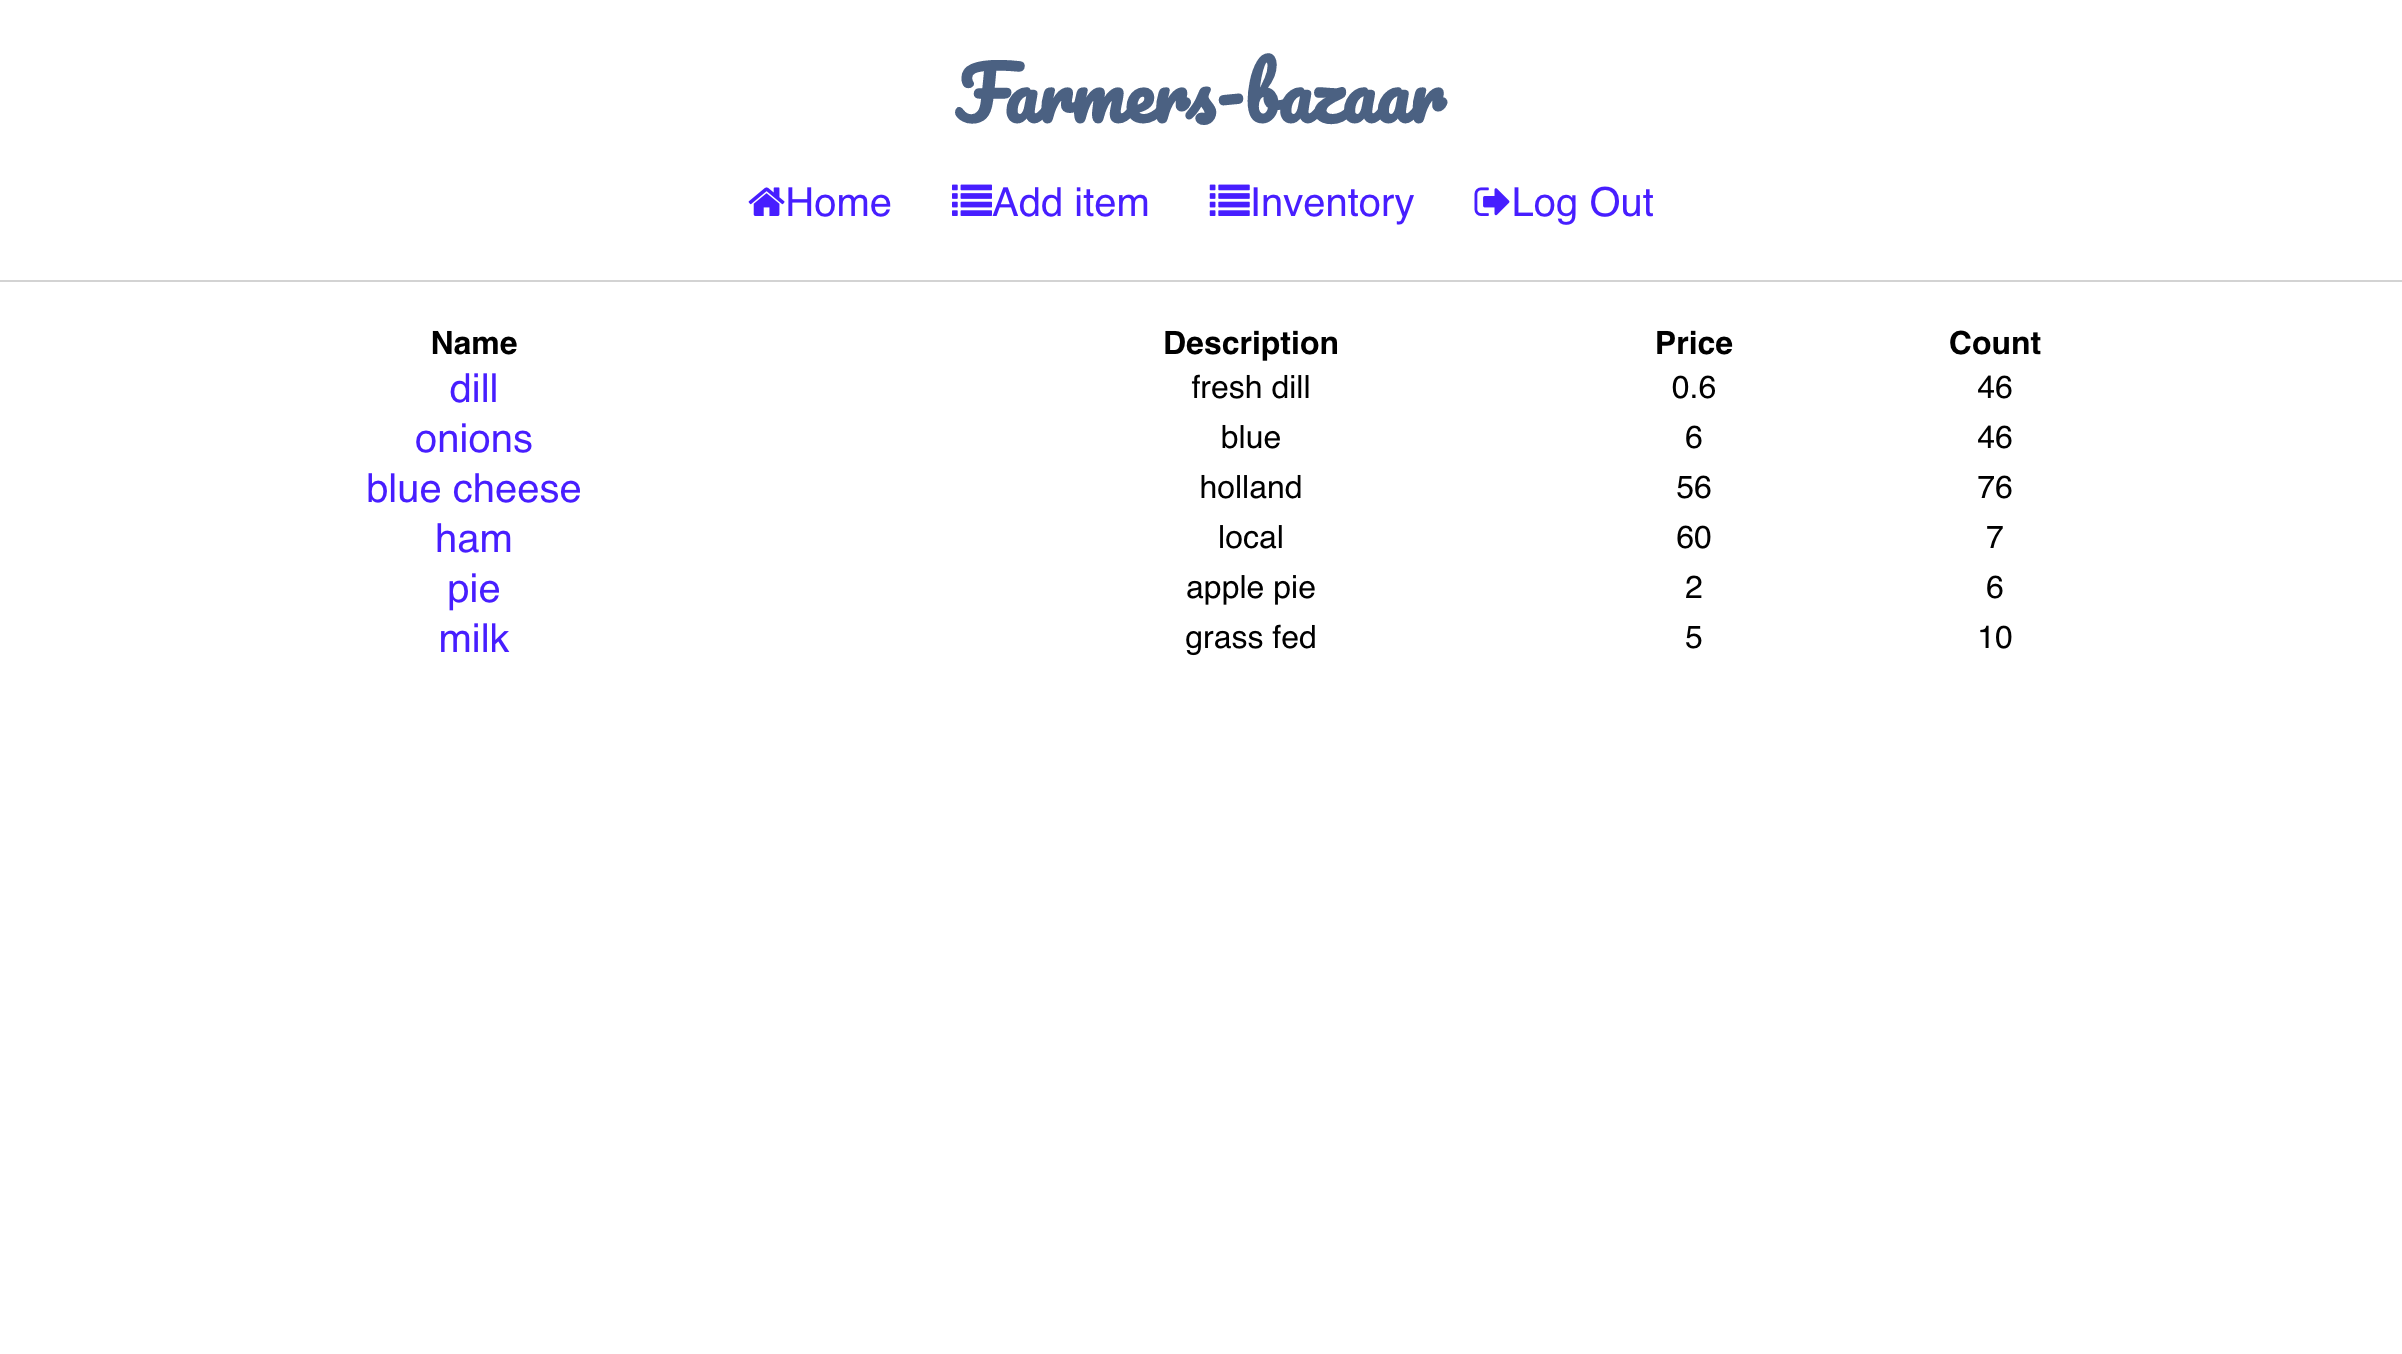 Farmers-bazaar
Home Add item Inventory Log Out
Name Description Price Count
dill fresh dill 0.6 46
onions blue 6 46
blue cheese holland 56 76
ham local 60 7
pie apple pie 2 6
milk grass fed 5 10